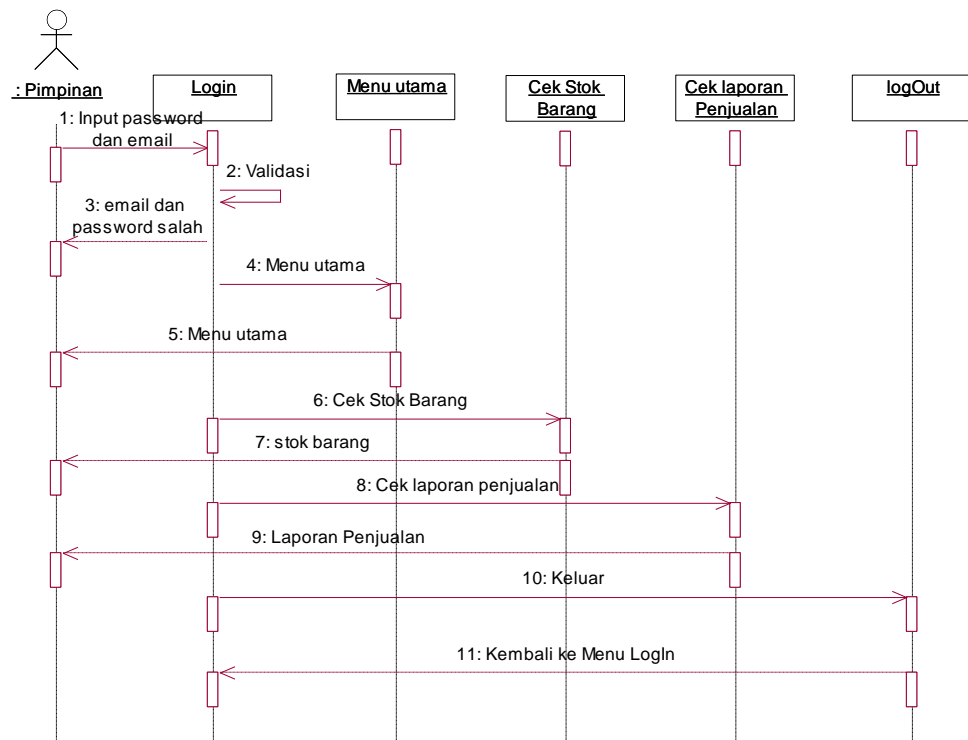 : Pimpinan
Login
Menu utama
Cek Stok
Barang
Cek laporan
Penjualan
logOut
1: Input password
dan email
2: Validasi
3: email dan
password salah
4: Menu utama
5: Menu utama
6: Cek Stok Barang
7: stok barang
8: Cek laporan penjualan
9: Laporan Penjualan
10: Keluar
11: Kembali ke Menu LogIn